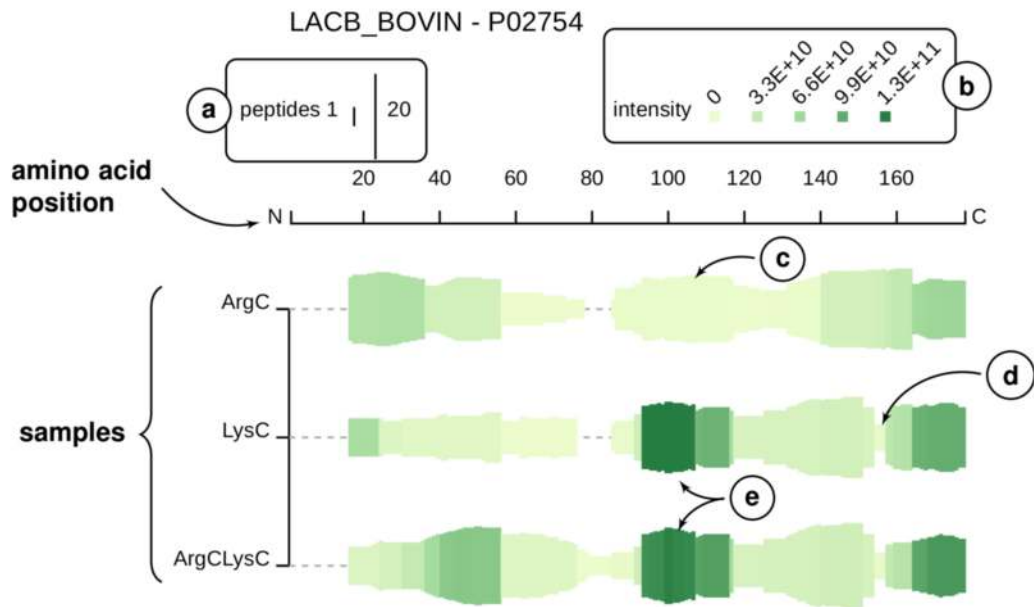 LACB_BOVIN - P02754
a
peptides 1 20
intensity 0 3.3E+10 6.6E+10 9.9E+10 1.3E+11
b
amino acid
position
20 40 60 80 100 120 140 160
N C
c
ArgC
d
samples
LysC
e
ArgCLysC